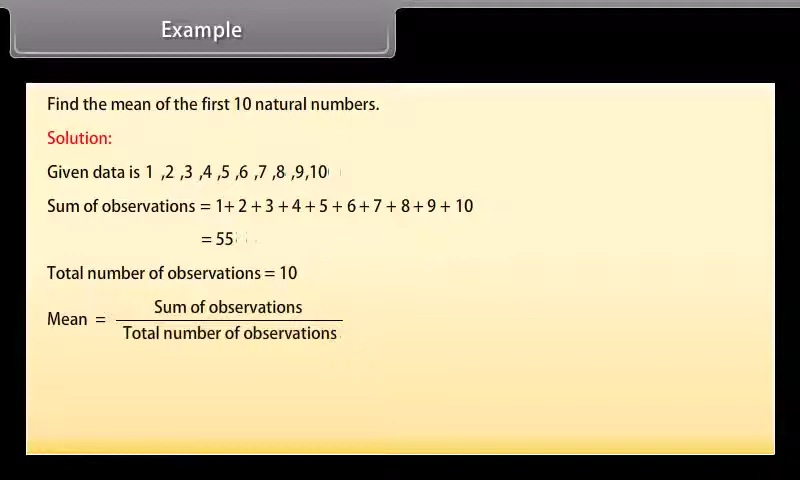 Example
Find the mean of the first 10 natural numbers.
Solution:
Given data is 1 ,2 ,3 ,4 ,5 ,6 ,7 ,8 ,9,10
Sum of observations = 1+ 2 + 3 + 4 + 5 + 6 + 7 + 8 + 9 + 10
= 55
Total number of observations = 10
Mean = Sum of observations
Total number of observations